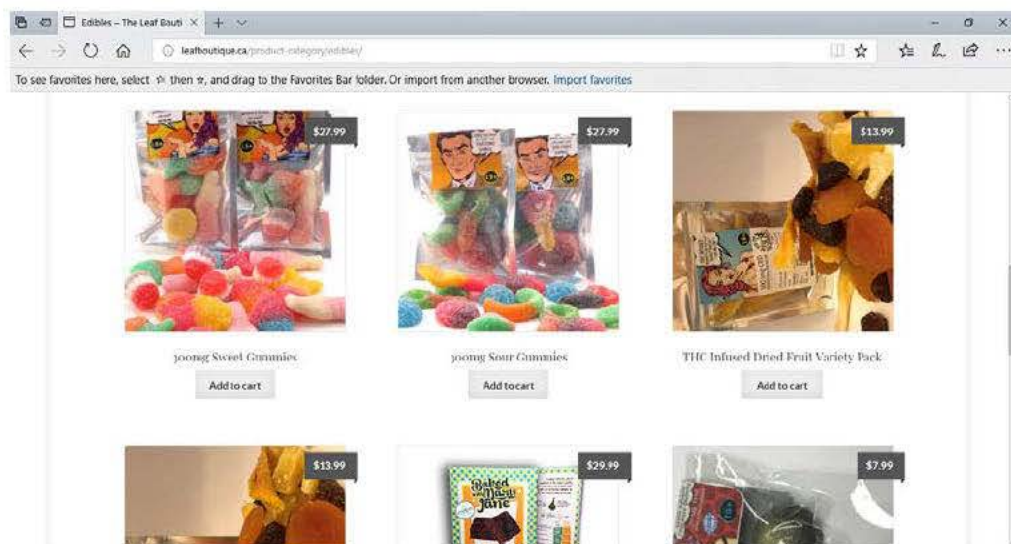 Edibles – The Leaf Bouti
leafboutique.ca/product-category/edibles/
To see favorites here, select then, and drag to the Favorites Bar folder. Or import from another browser. Import favorites
$27.99
$27.99
$13.99
300mg Sweet Gummies
300mg Sour Gummies
THC Infused Dried Fruit Variety Pack
Add to cart
Add to cart
Add to cart
$13.99
$29.99
$7.99
Baked
Jane